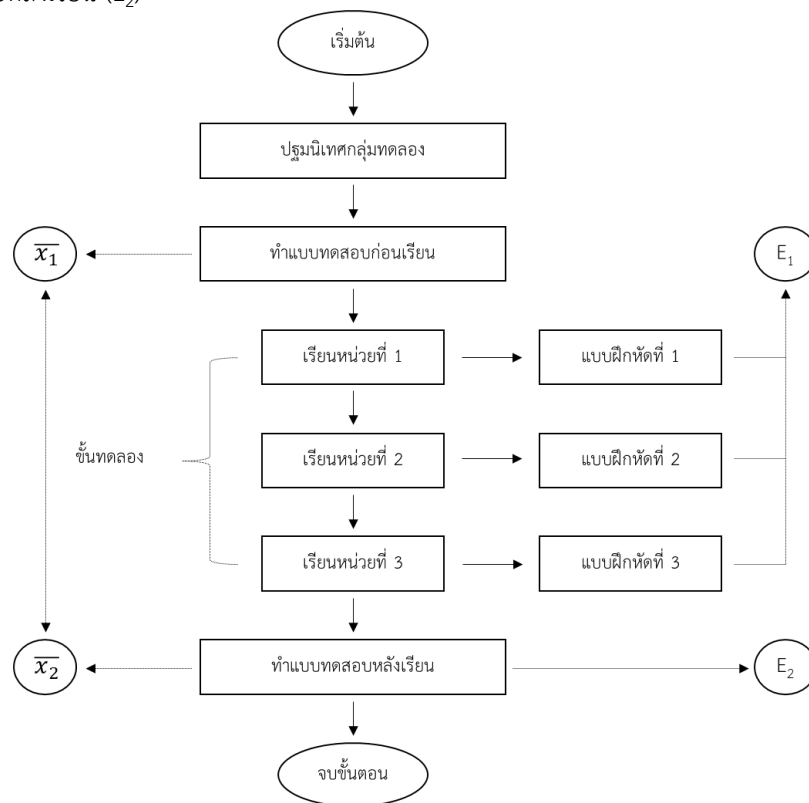 (E₂)
เริ่มต้น
ปฐมนิเทศกลุ่มทดลอง
x̄₁
ทำแบบทดสอบก่อนเรียน
E₁
เรียนหน่วยที่ 1
แบบฝึกหัดที่ 1
ขั้นทดลอง
เรียนหน่วยที่ 2
แบบฝึกหัดที่ 2
เรียนหน่วยที่ 3
แบบฝึกหัดที่ 3
x̄₂
ทำแบบทดสอบหลังเรียน
E₂
จบขั้นตอน